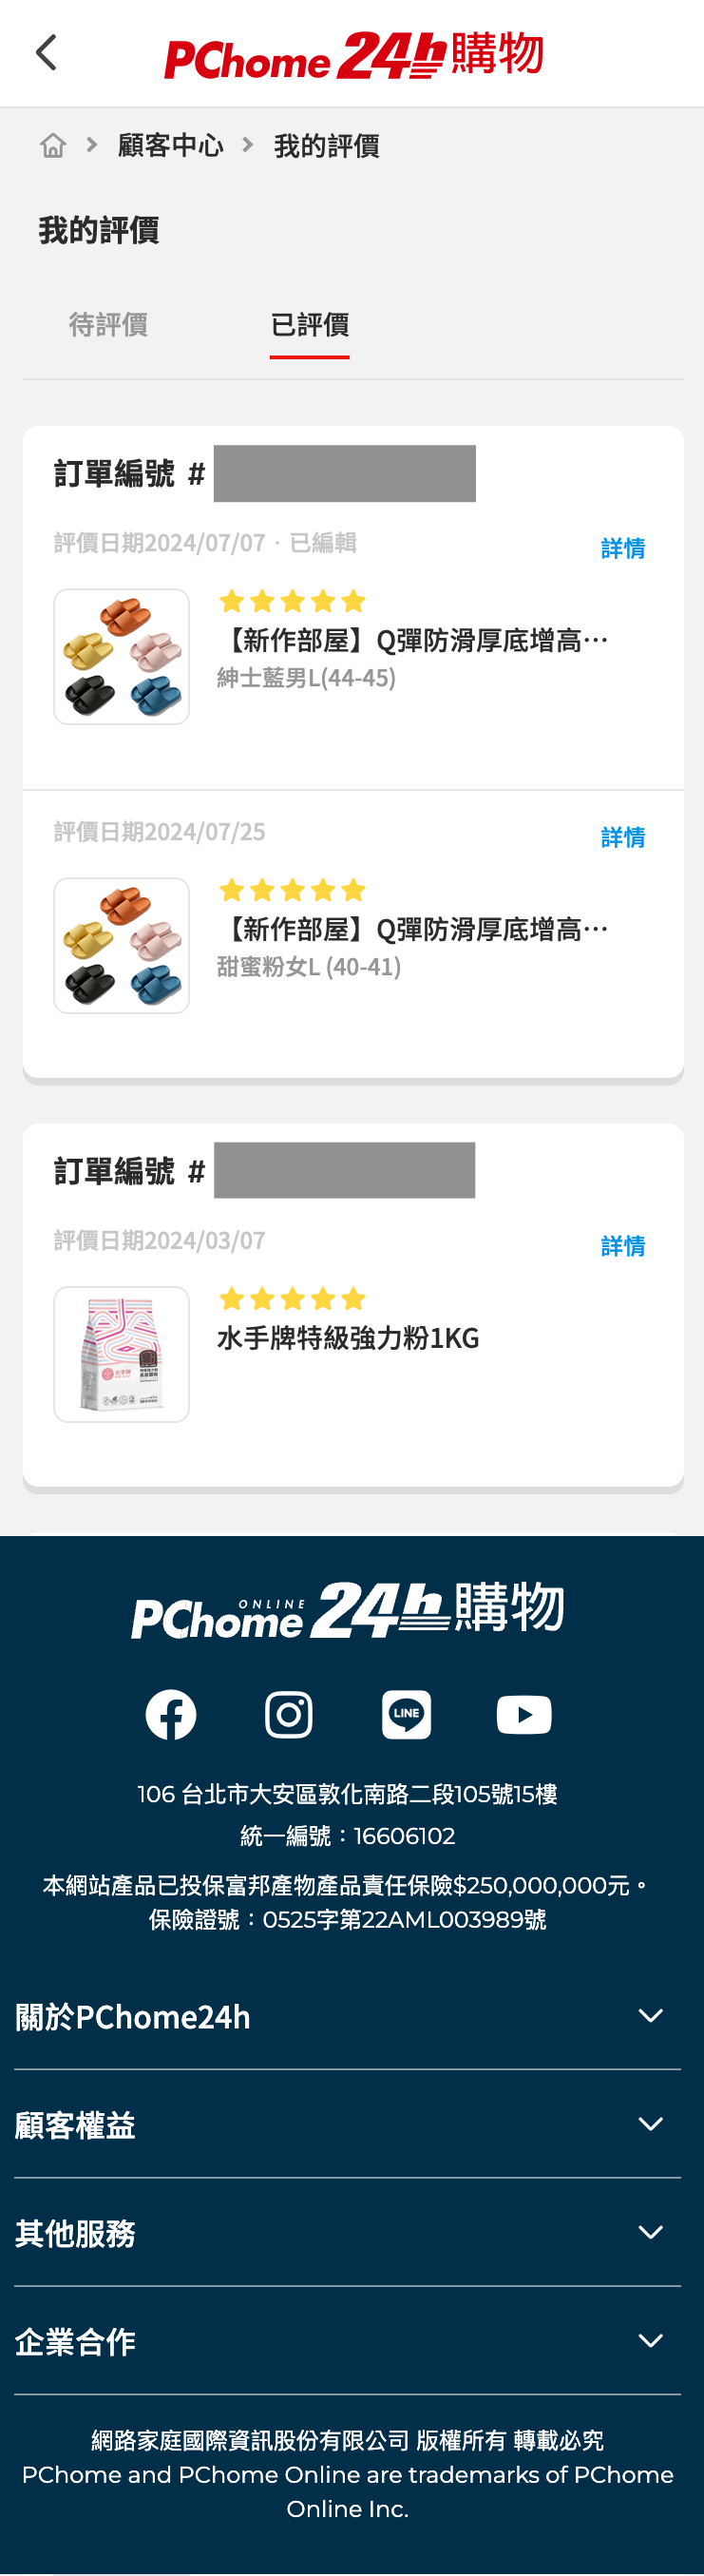 PChome 24h購物
顧客中心
我的評價
我的評價
待評價
已評價
訂單編號 #
評價日期2024/07/07 · 已編輯
詳情
【新作部屋】Q彈防滑厚底增高…
紳士藍男L(44-45)
評價日期2024/07/25
詳情
【新作部屋】Q彈防滑厚底增高…
甜蜜粉女L (40-41)
訂單編號 #
評價日期2024/03/07
詳情
水手牌特級強力粉1KG
PChome ONLINE 24h購物
LINE
106 台北市大安區敦化南路二段105號15樓
統一編號：16606102
本網站產品已投保富邦產物產品責任保險$250,000,000元。
保險證號：0525字第22AML003989號
關於PChome24h
顧客權益
其他服務
企業合作
網路家庭國際資訊股份有限公司 版權所有 轉載必究
PChome and PChome Online are trademarks of PChome
Online Inc.